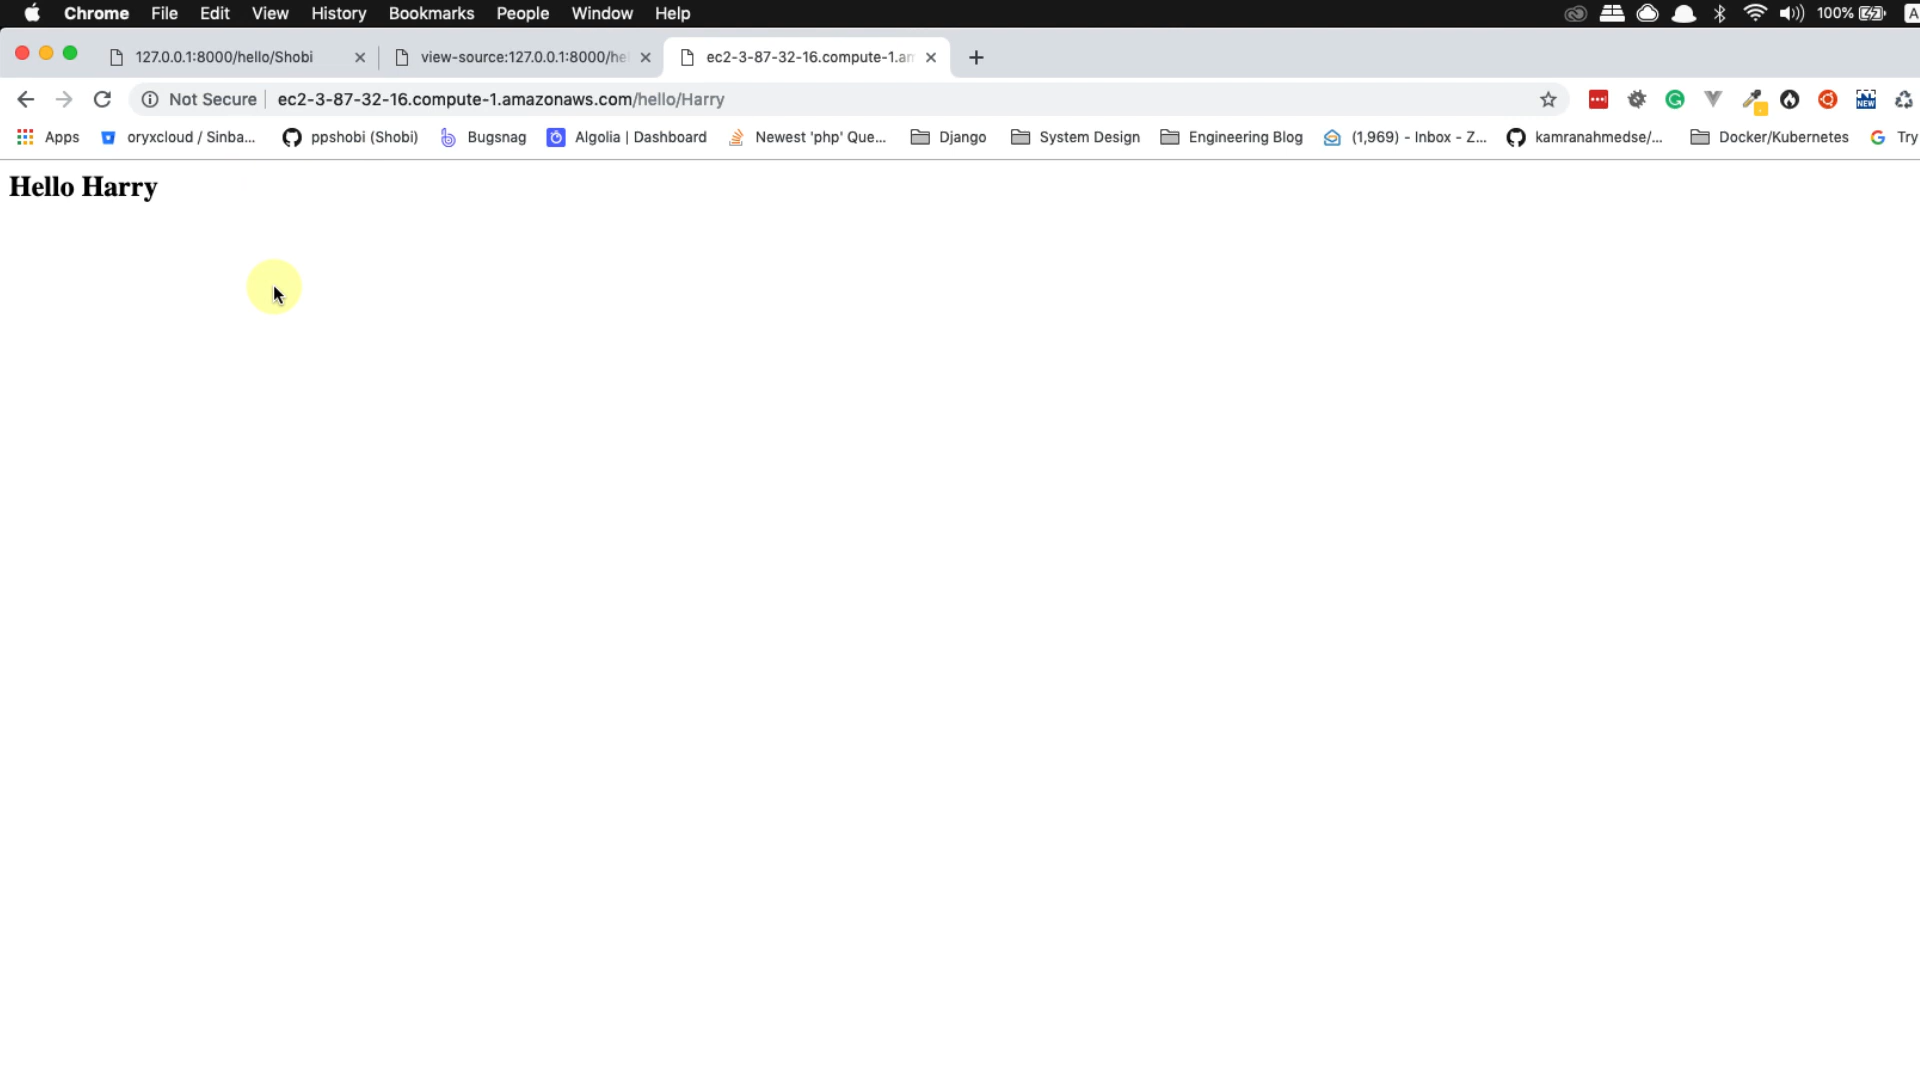 Chrome File Edit View History Bookmarks People Window Help 100%
127.0.0.1:8000/hello/Shobi view-source:127.0.0.1:8000/he ec2-3-87-32-16.compute-1.am
Not Secure ec2-3-87-32-16.compute-1.amazonaws.com/hello/Harry NEW
Apps oryxcloud / Sinba... ppshobi (Shobi) Bugsnag Algolia | Dashboard Newest 'php' Que... Django System Design Engineering Blog (1,969) - Inbox - Z... kamranahmedse/... Docker/Kubernetes Try
Hello Harry